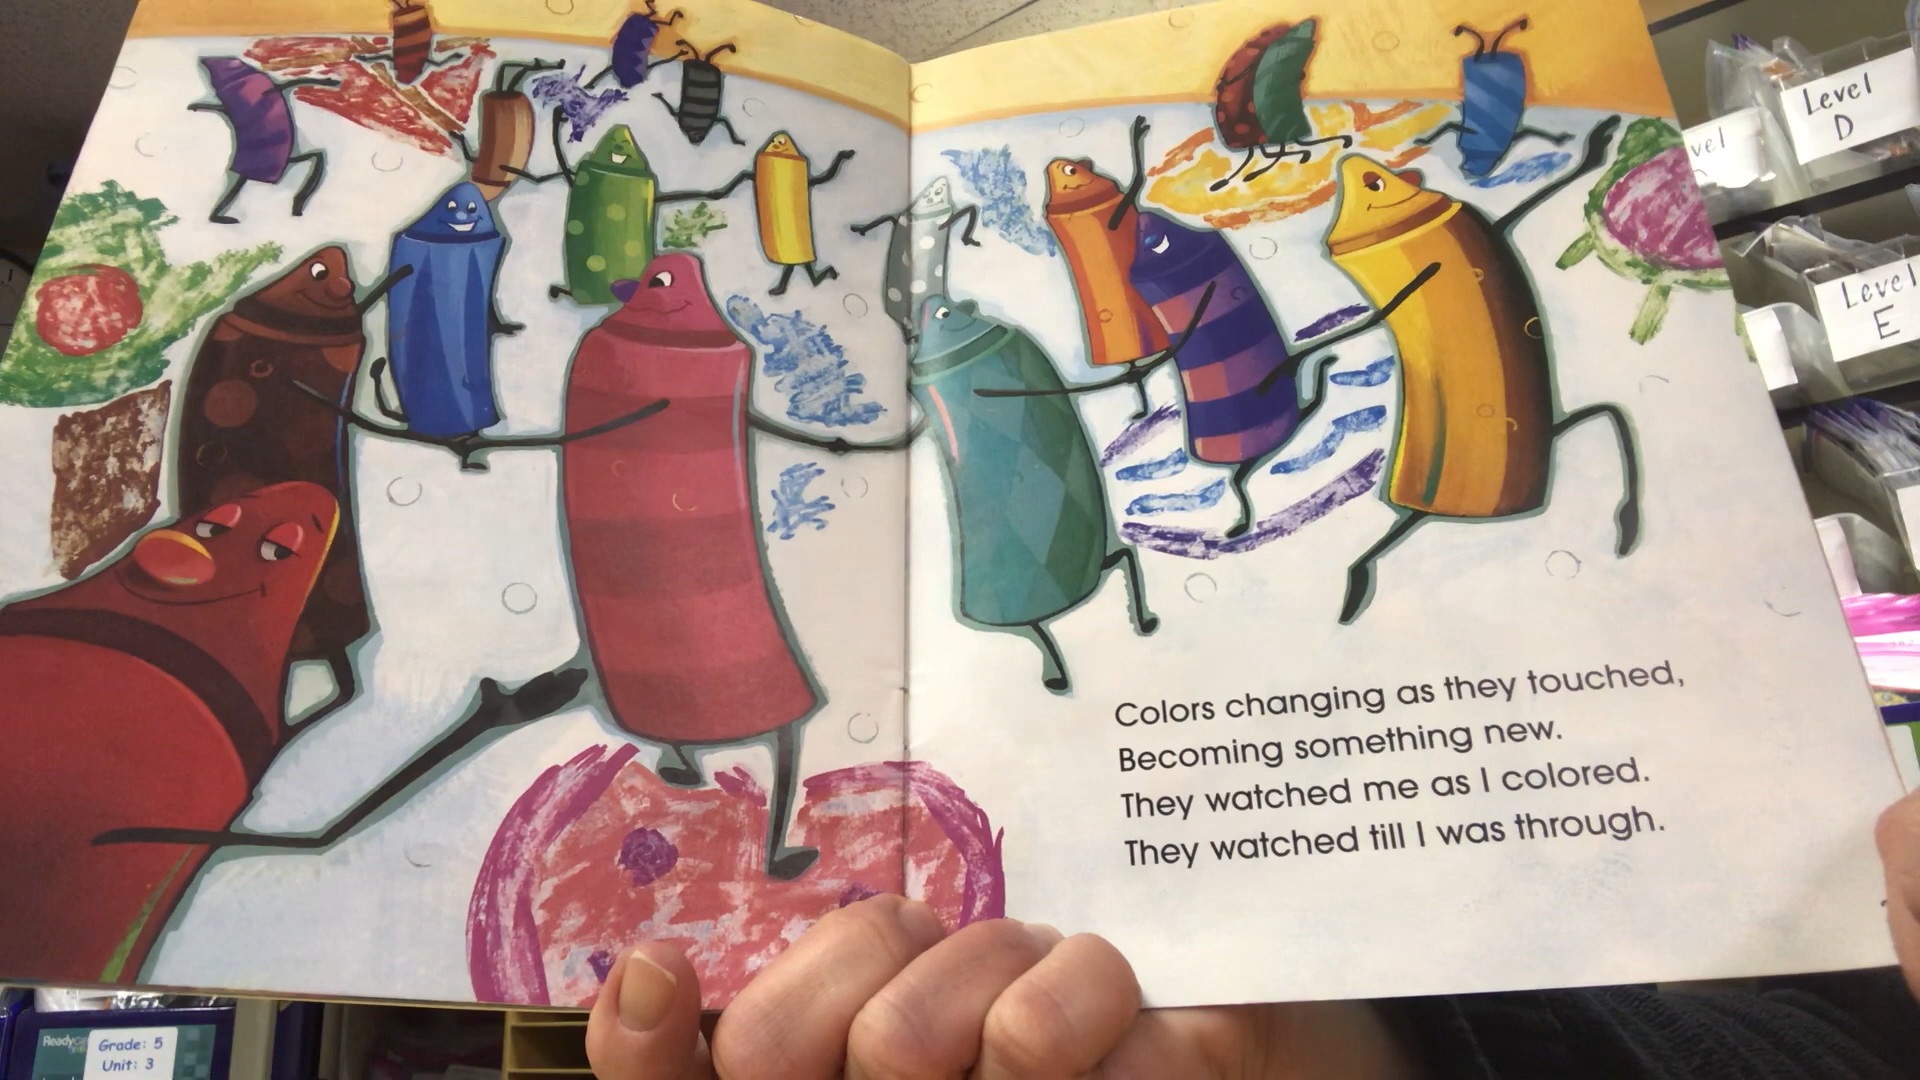 Level
D
vel
Level
E
Colors changing as they touched,
Becoming something new.
They watched me as I colored.
They watched till I was through.
Grade: 5
Unit: 3